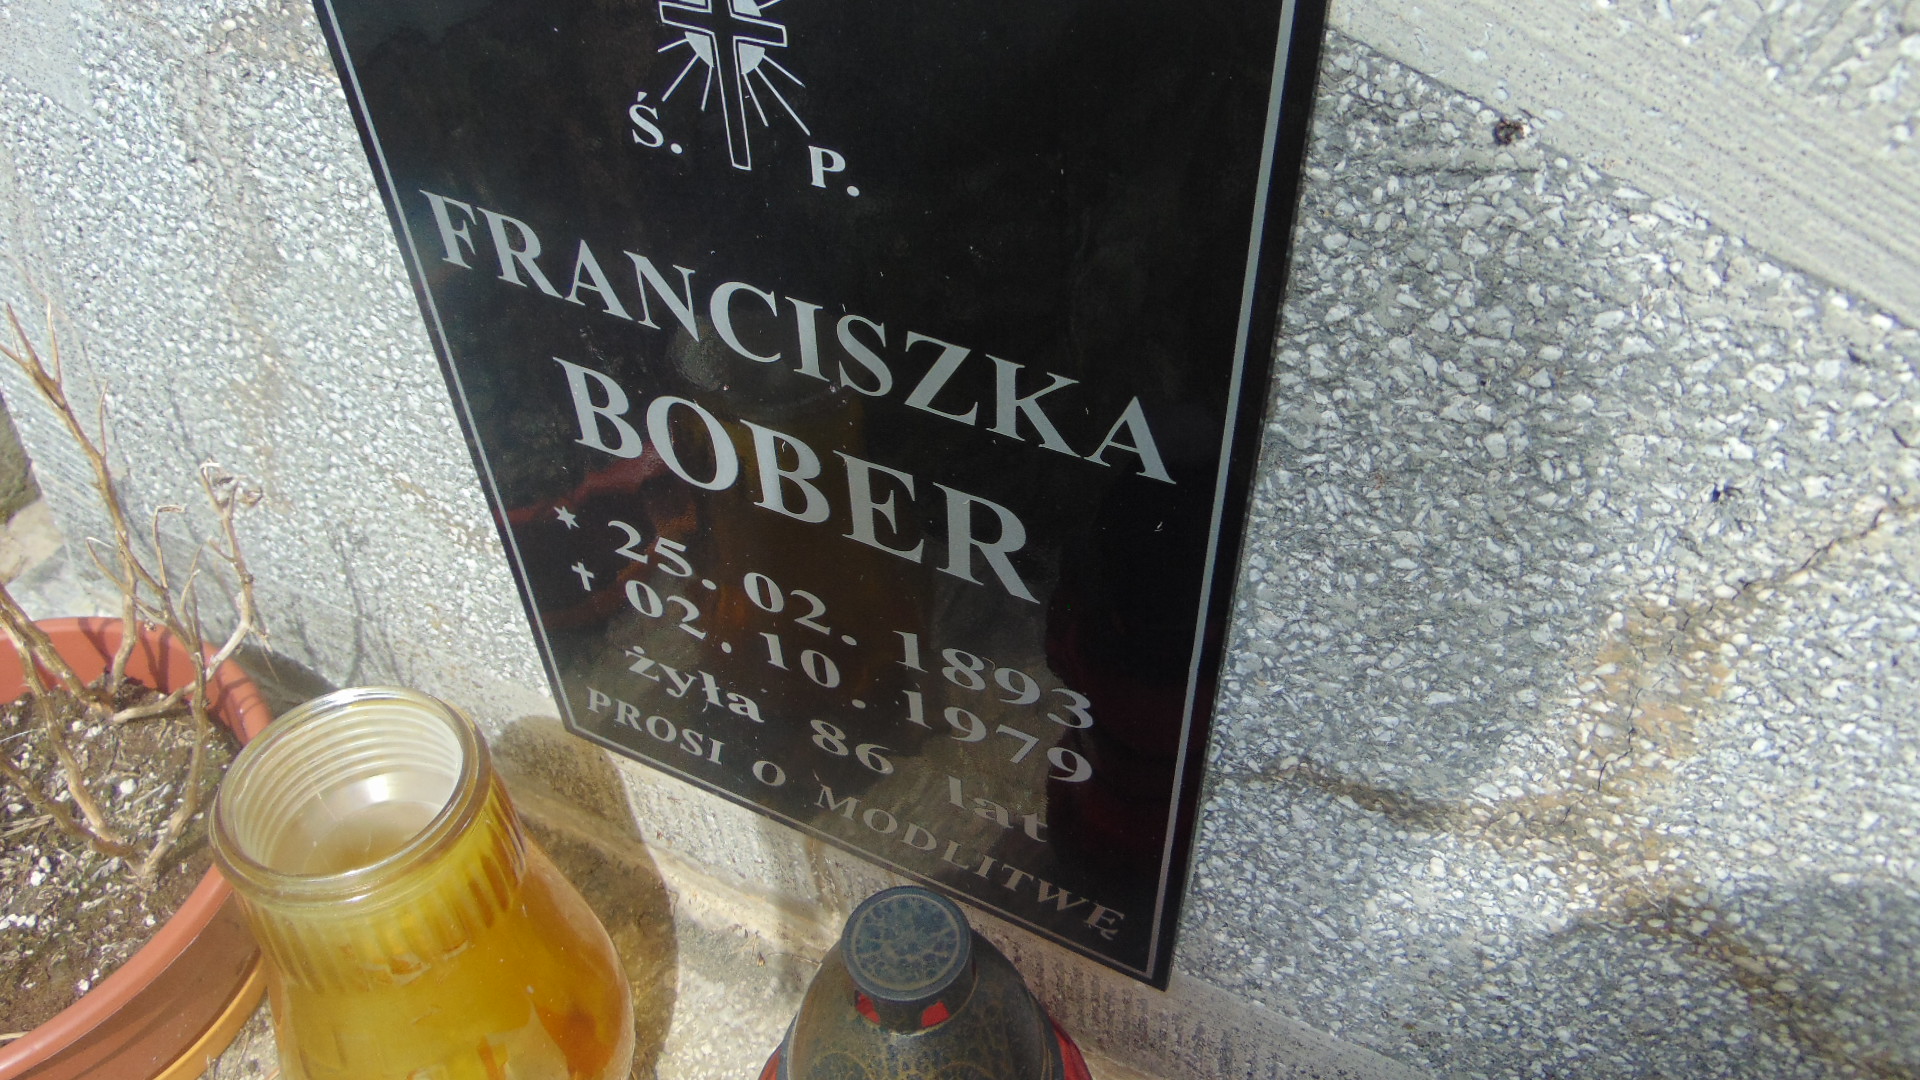 Ś. P.
FRANCISZKA
BOBER
* 25.02.1893
† 02.10.1979
żyła 86 lat
PROSI O MODLITWĘ